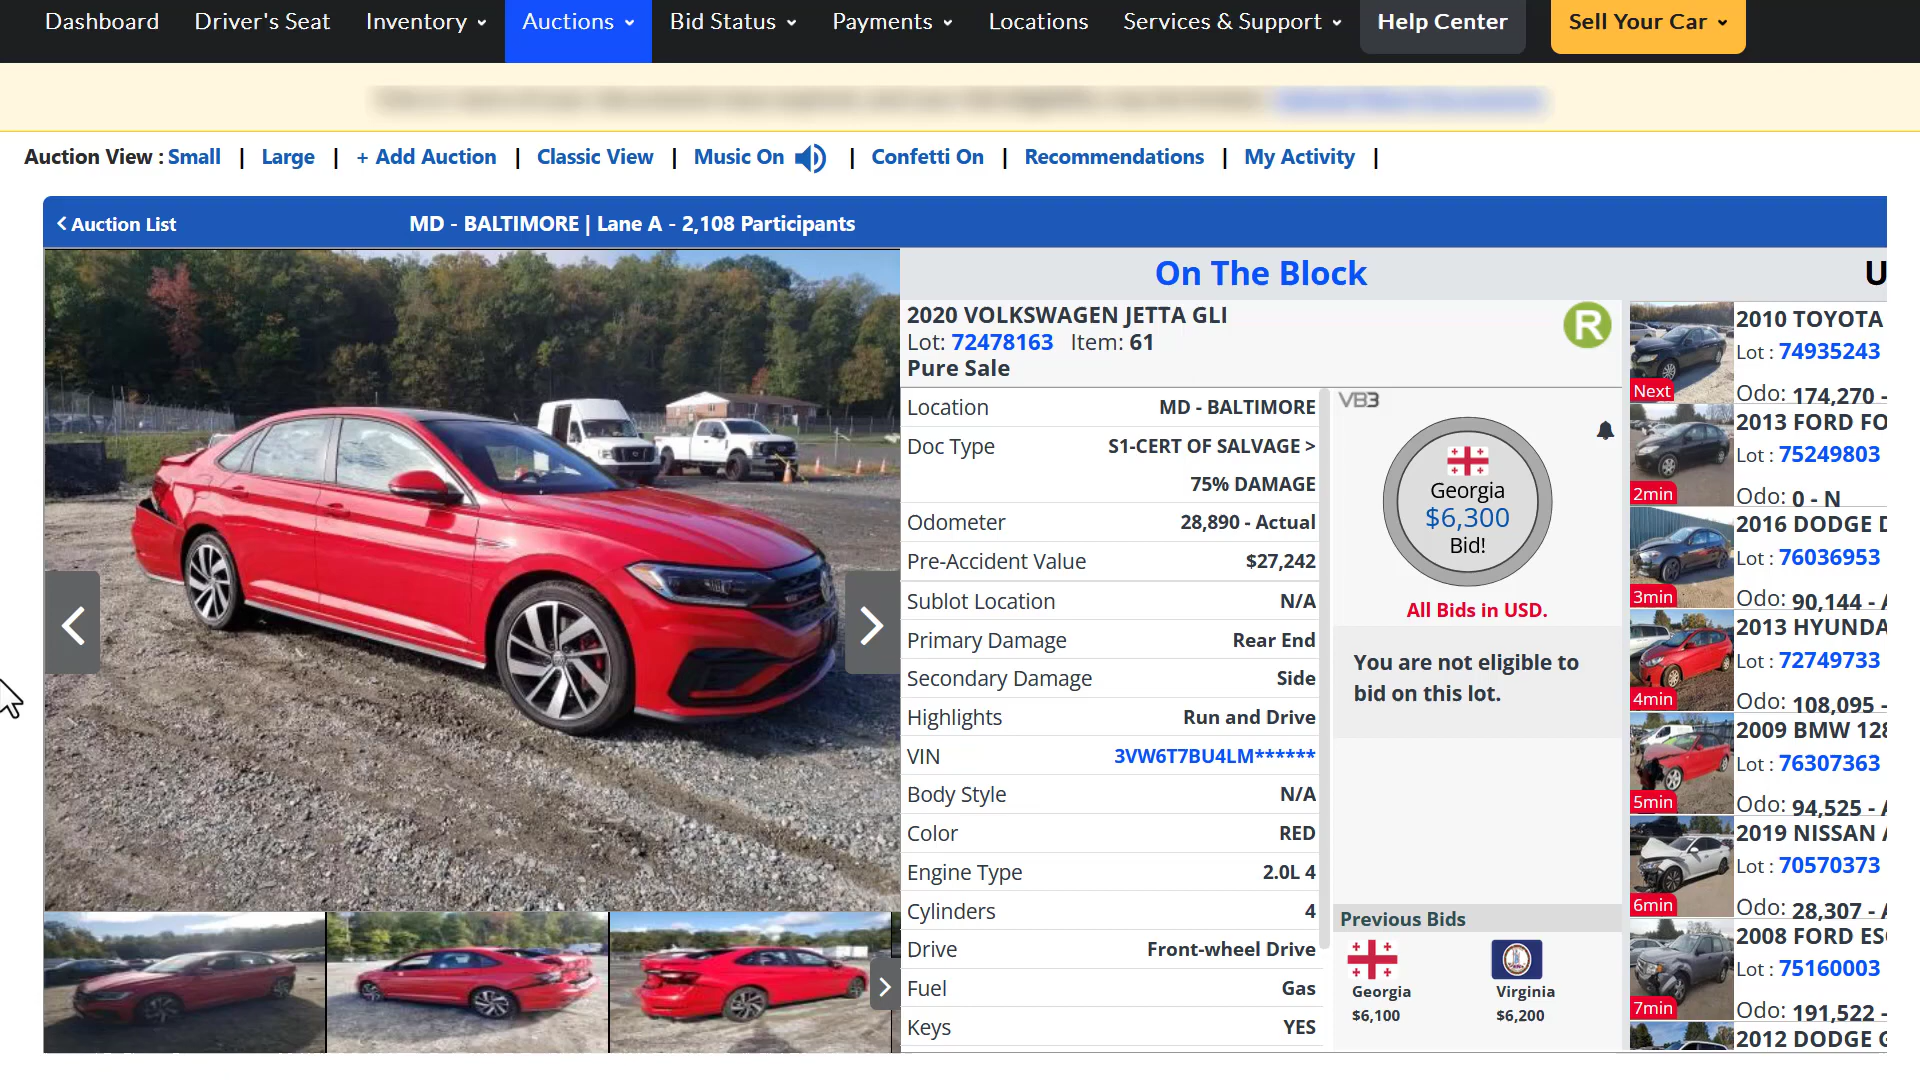 Dashboard Driver's Seat Inventory Auctions Bid Status Payments Locations Services & Support Help Center Sell Your Car
Auction View : Small | Large | + Add Auction | Classic View | Music On | Confetti On | Recommendations | My Activity |
Auction List MD - BALTIMORE | Lane A - 2,108 Participants
On The Block
U
2020 VOLKSWAGEN JETTA GLI
Lot: 72478163 Item: 61
Pure Sale
R
Location MD - BALTIMORE
Doc Type S1-CERT OF SALVAGE >
75% DAMAGE
Odometer 28,890 - Actual
Pre-Accident Value $27,242
Sublot Location N/A
Primary Damage Rear End
Secondary Damage Side
Highlights Run and Drive
VIN 3VW6T7BU4LM******
Body Style N/A
Color RED
Engine Type 2.0L 4
Cylinders 4
Drive Front-wheel Drive
Fuel Gas
Keys YES
VB3
Georgia
$6,300
Bid!
All Bids in USD.
You are not eligible to
bid on this lot.
Previous Bids
Georgia
$6,100
Virginia
$6,200
2010 TOYOTA
Lot : 74935243
Next
Odo: 174,270 -
2013 FORD FO
Lot : 75249803
2min
Odo: 0 - N
2016 DODGE D
Lot : 76036953
3min
Odo: 90,144 - A
2013 HYUNDA
Lot : 72749733
4min
Odo: 108,095 -
2009 BMW 128
Lot : 76307363
5min
Odo: 94,525 - A
2019 NISSAN A
Lot : 70570373
6min
Odo: 28,307 - A
2008 FORD ES
Lot : 75160003
7min
Odo: 191,522 -
2012 DODGE G